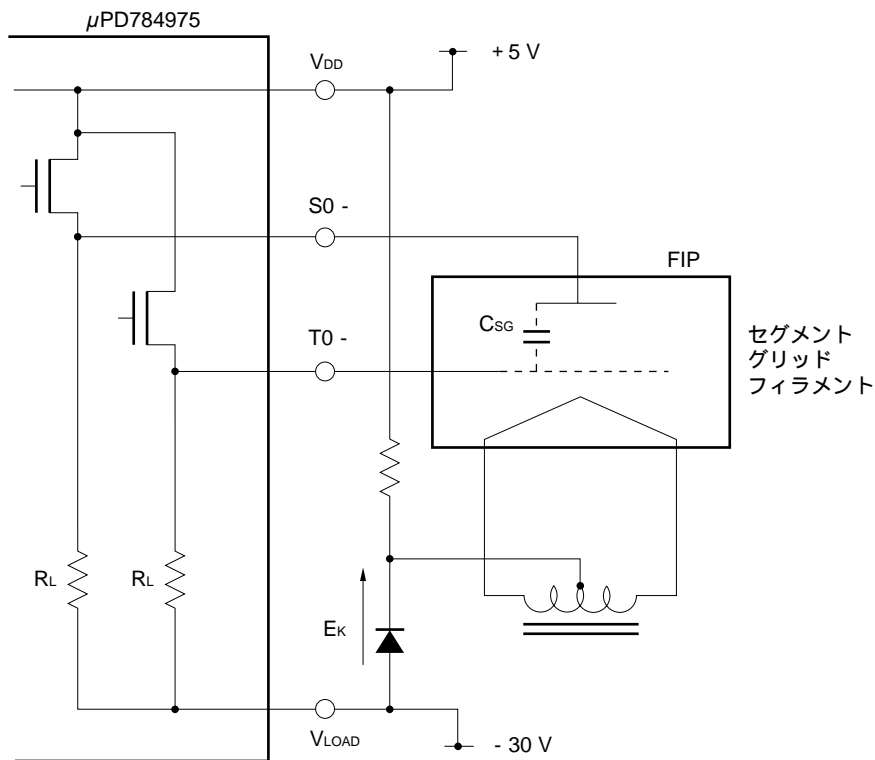 µPD784975
VDD
+ 5 V
S0 -
FIP
CSG
T0 -
セグメント
グリッド
フィラメント
RL
RL
EK
VLOAD
- 30 V